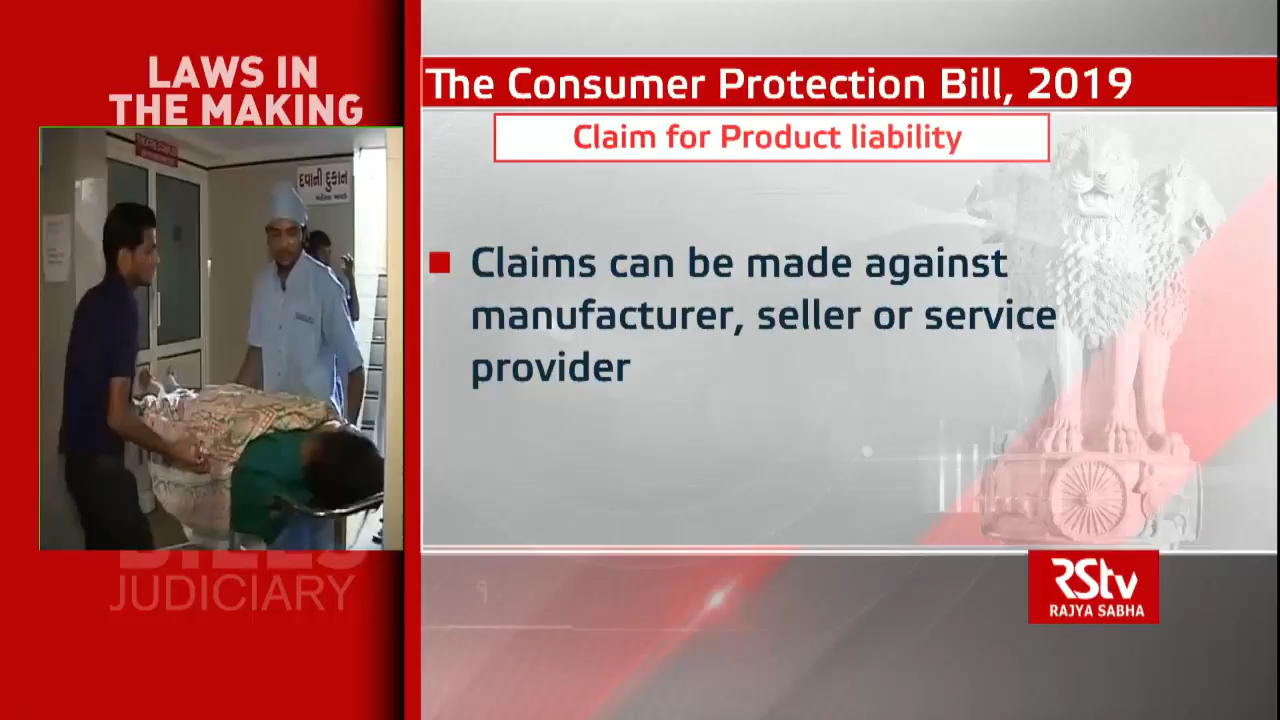 LAWS IN
THE MAKING
The Consumer Protection Bill, 2019
Claim for Product liability
દવાની દુકાન
Claims can be made against
manufacturer, seller or service
provider
JUDICIARY
RStv
RAJYA SABHA